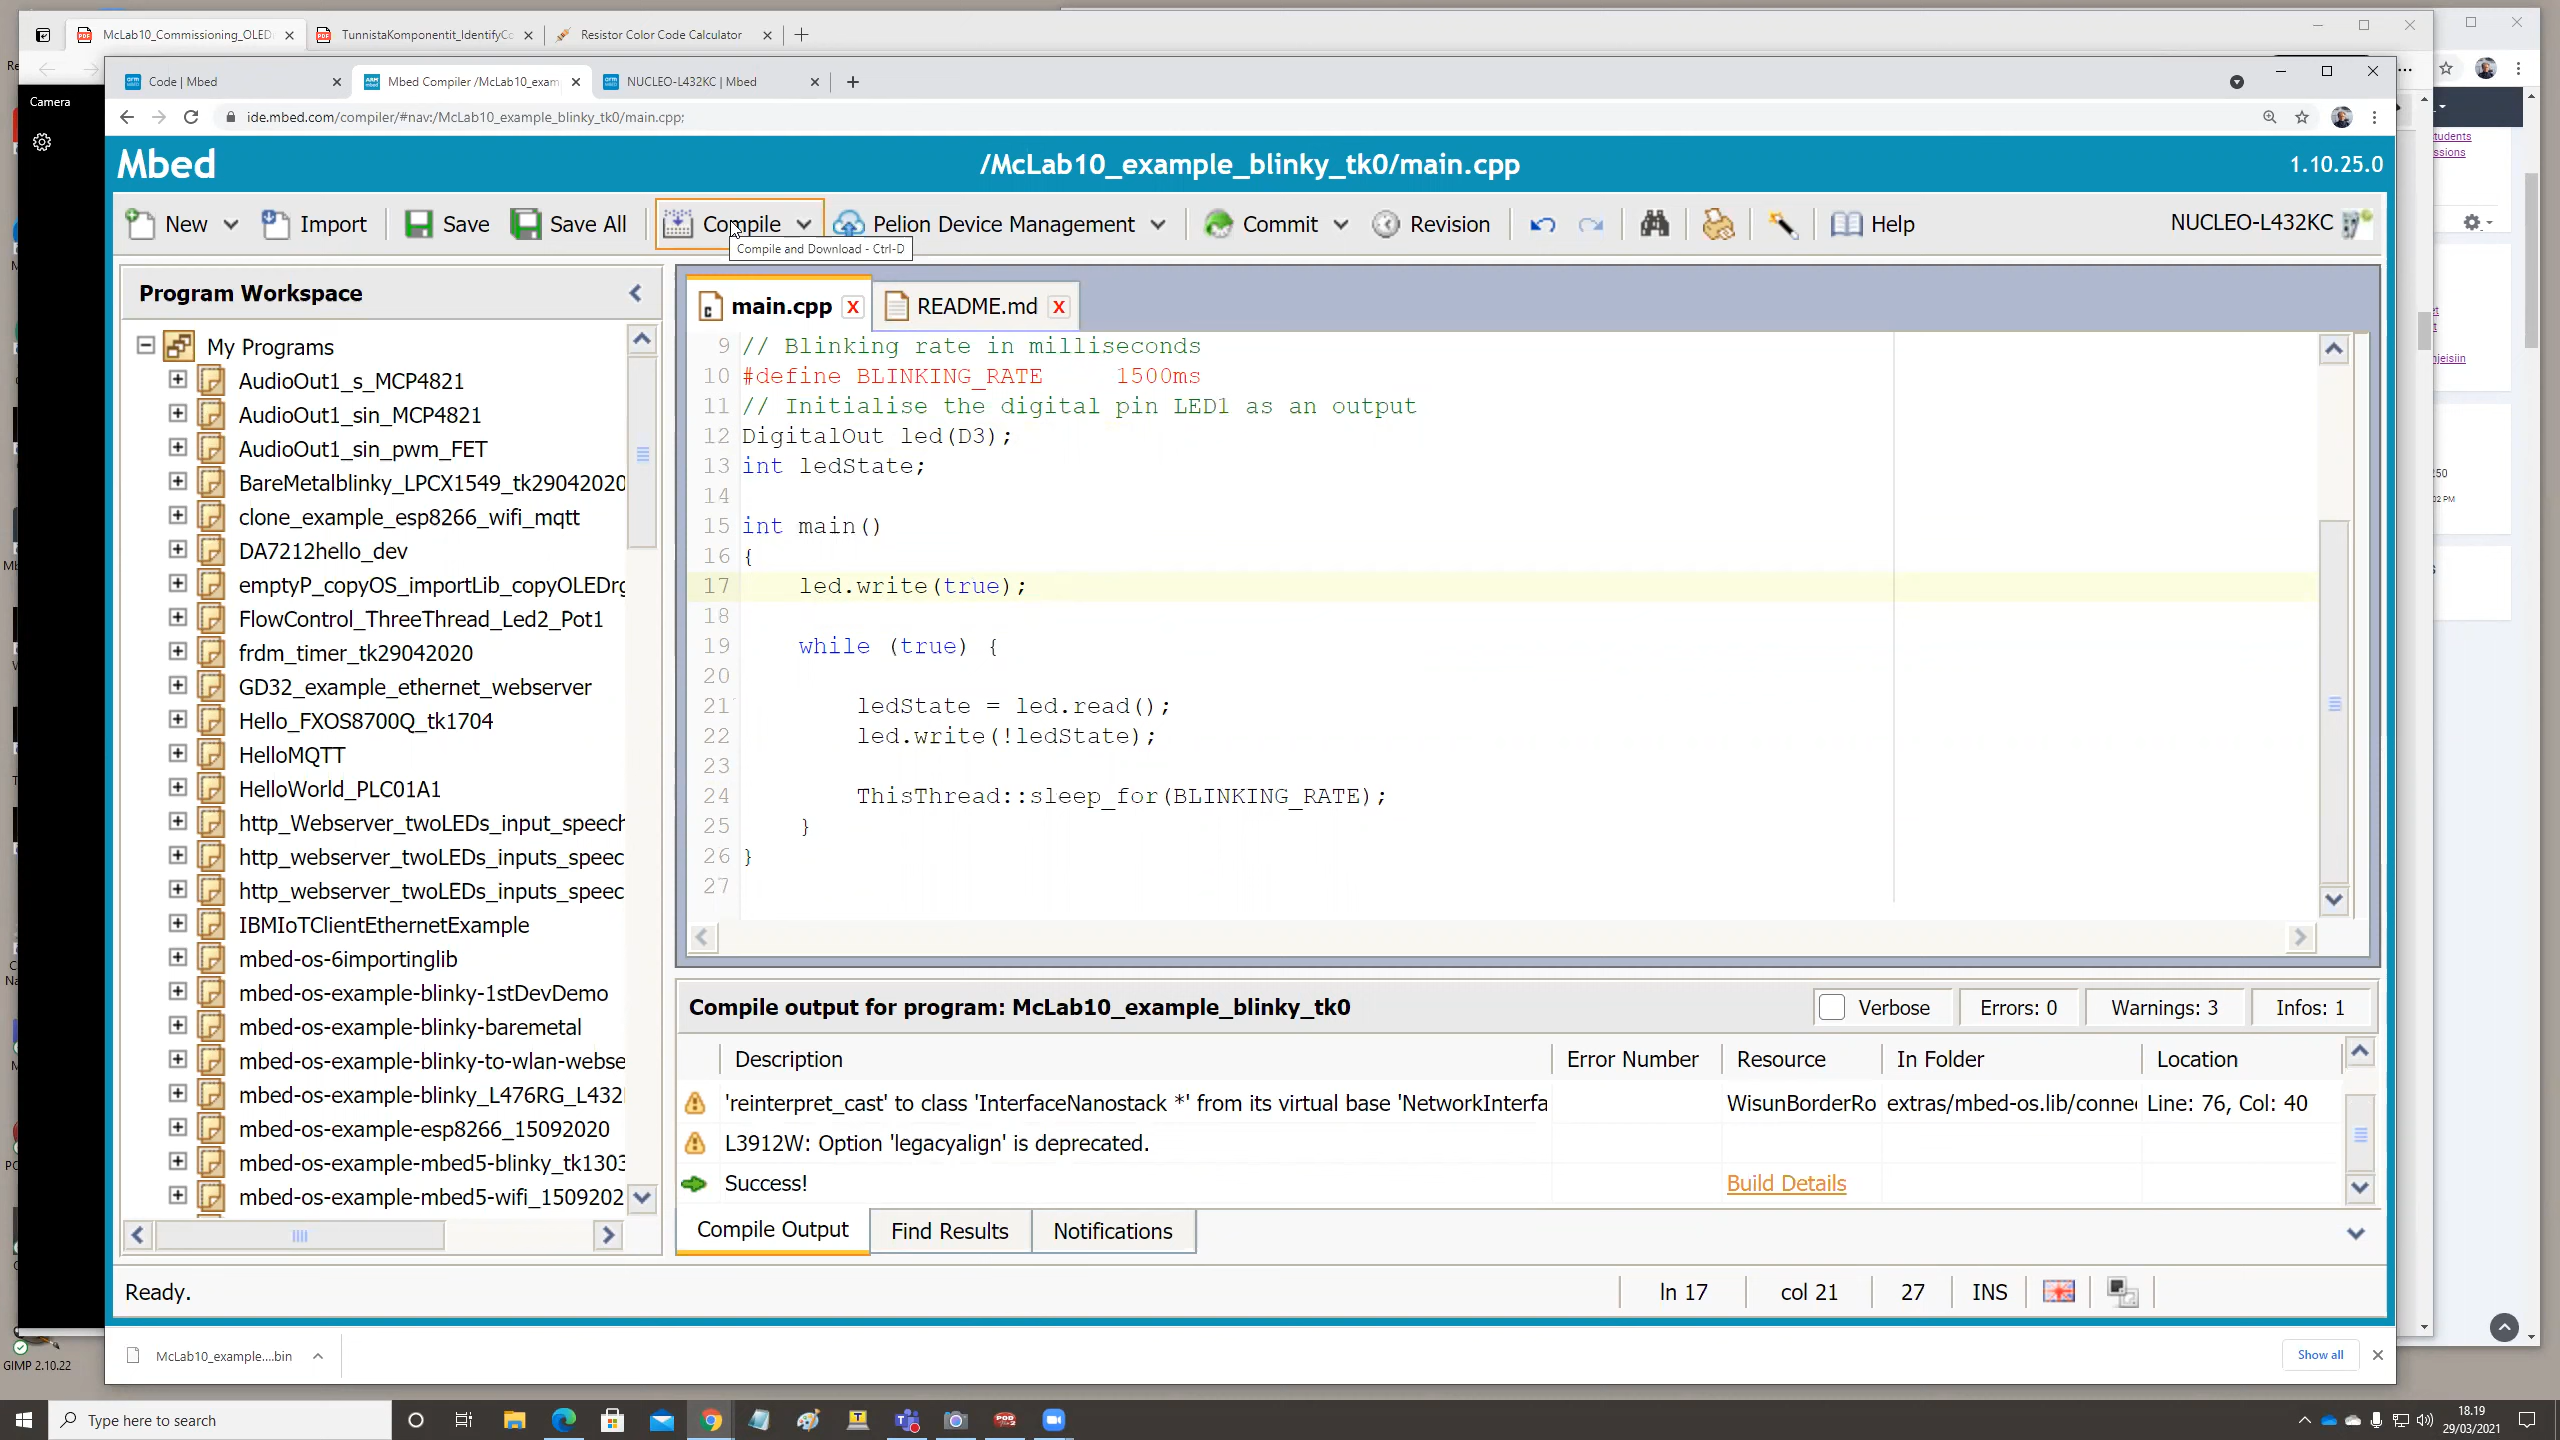 McLab10_Commissioning_OLED
TunnistaKomponentit_IdentifyCo
Resistor Color Code Calculator
Camera
Code | Mbed
Mbed Compiler /McLab10_exam
NUCLEO-L432KC | Mbed
ide.mbed.com/compiler/#nav:/McLab10_example_blinky_tk0/main.cpp;
Mbed
/McLab10_example_blinky_tk0/main.cpp
1.10.25.0
New
Import
Save
Save All
Compile
Pelion Device Management
Commit
Revision
Help
NUCLEO-L432KC
Compile and Download - Ctrl-D
Program Workspace
My Programs
AudioOut1_s_MCP4821
AudioOut1_sin_MCP4821
AudioOut1_sin_pwm_FET
BareMetalblinky_LPCX1549_tk29042020
clone_example_esp8266_wifi_mqtt
DA7212hello_dev
emptyP_copyOS_importLib_copyOLEDrg
FlowControl_ThreeThread_Led2_Pot1
frdm_timer_tk29042020
GD32_example_ethernet_webserver
Hello_FXOS8700Q_tk1704
HelloMQTT
HelloWorld_PLC01A1
http_Webserver_twoLEDs_input_speech
http_webserver_twoLEDs_inputs_speec
http_webserver_twoLEDs_inputs_speec
IBMIoTClientEthernetExample
mbed-os-6importinglib
mbed-os-example-blinky-1stDevDemo
mbed-os-example-blinky-baremetal
mbed-os-example-blinky-to-wlan-webse
mbed-os-example-blinky_L476RG_L432
mbed-os-example-esp8266_15092020
mbed-os-example-mbed5-blinky_tk1303
mbed-os-example-mbed5-wifi_1509202
main.cpp
README.md
9 // Blinking rate in milliseconds
10 #define BLINKING_RATE     1500ms
11 // Initialise the digital pin LED1 as an output
12 DigitalOut led(D3);
13 int ledState;
14
15 int main()
16 {
17     led.write(true);
18
19     while (true) {
20
21         ledState = led.read();
22         led.write(!ledState);
23
24         ThisThread::sleep_for(BLINKING_RATE);
25     }
26 }
27
Compile output for program: McLab10_example_blinky_tk0
Verbose
Errors: 0
Warnings: 3
Infos: 1
Description Error Number Resource In Folder Location
'reinterpret_cast' to class 'InterfaceNanostack *' from its virtual base 'NetworkInterfa WisunBorderRo extras/mbed-os.lib/conne Line: 76, Col: 40
L3912W: Option 'legacyalign' is deprecated.
Success! Build Details
Compile Output
Find Results
Notifications
Ready.
ln 17
col 21
27
INS
McLab10_example....bin
Show all
GIMP 2.10.22
Type here to search
18.19
29/03/2021
tudents
ssions
njeisiin
50
02 PM